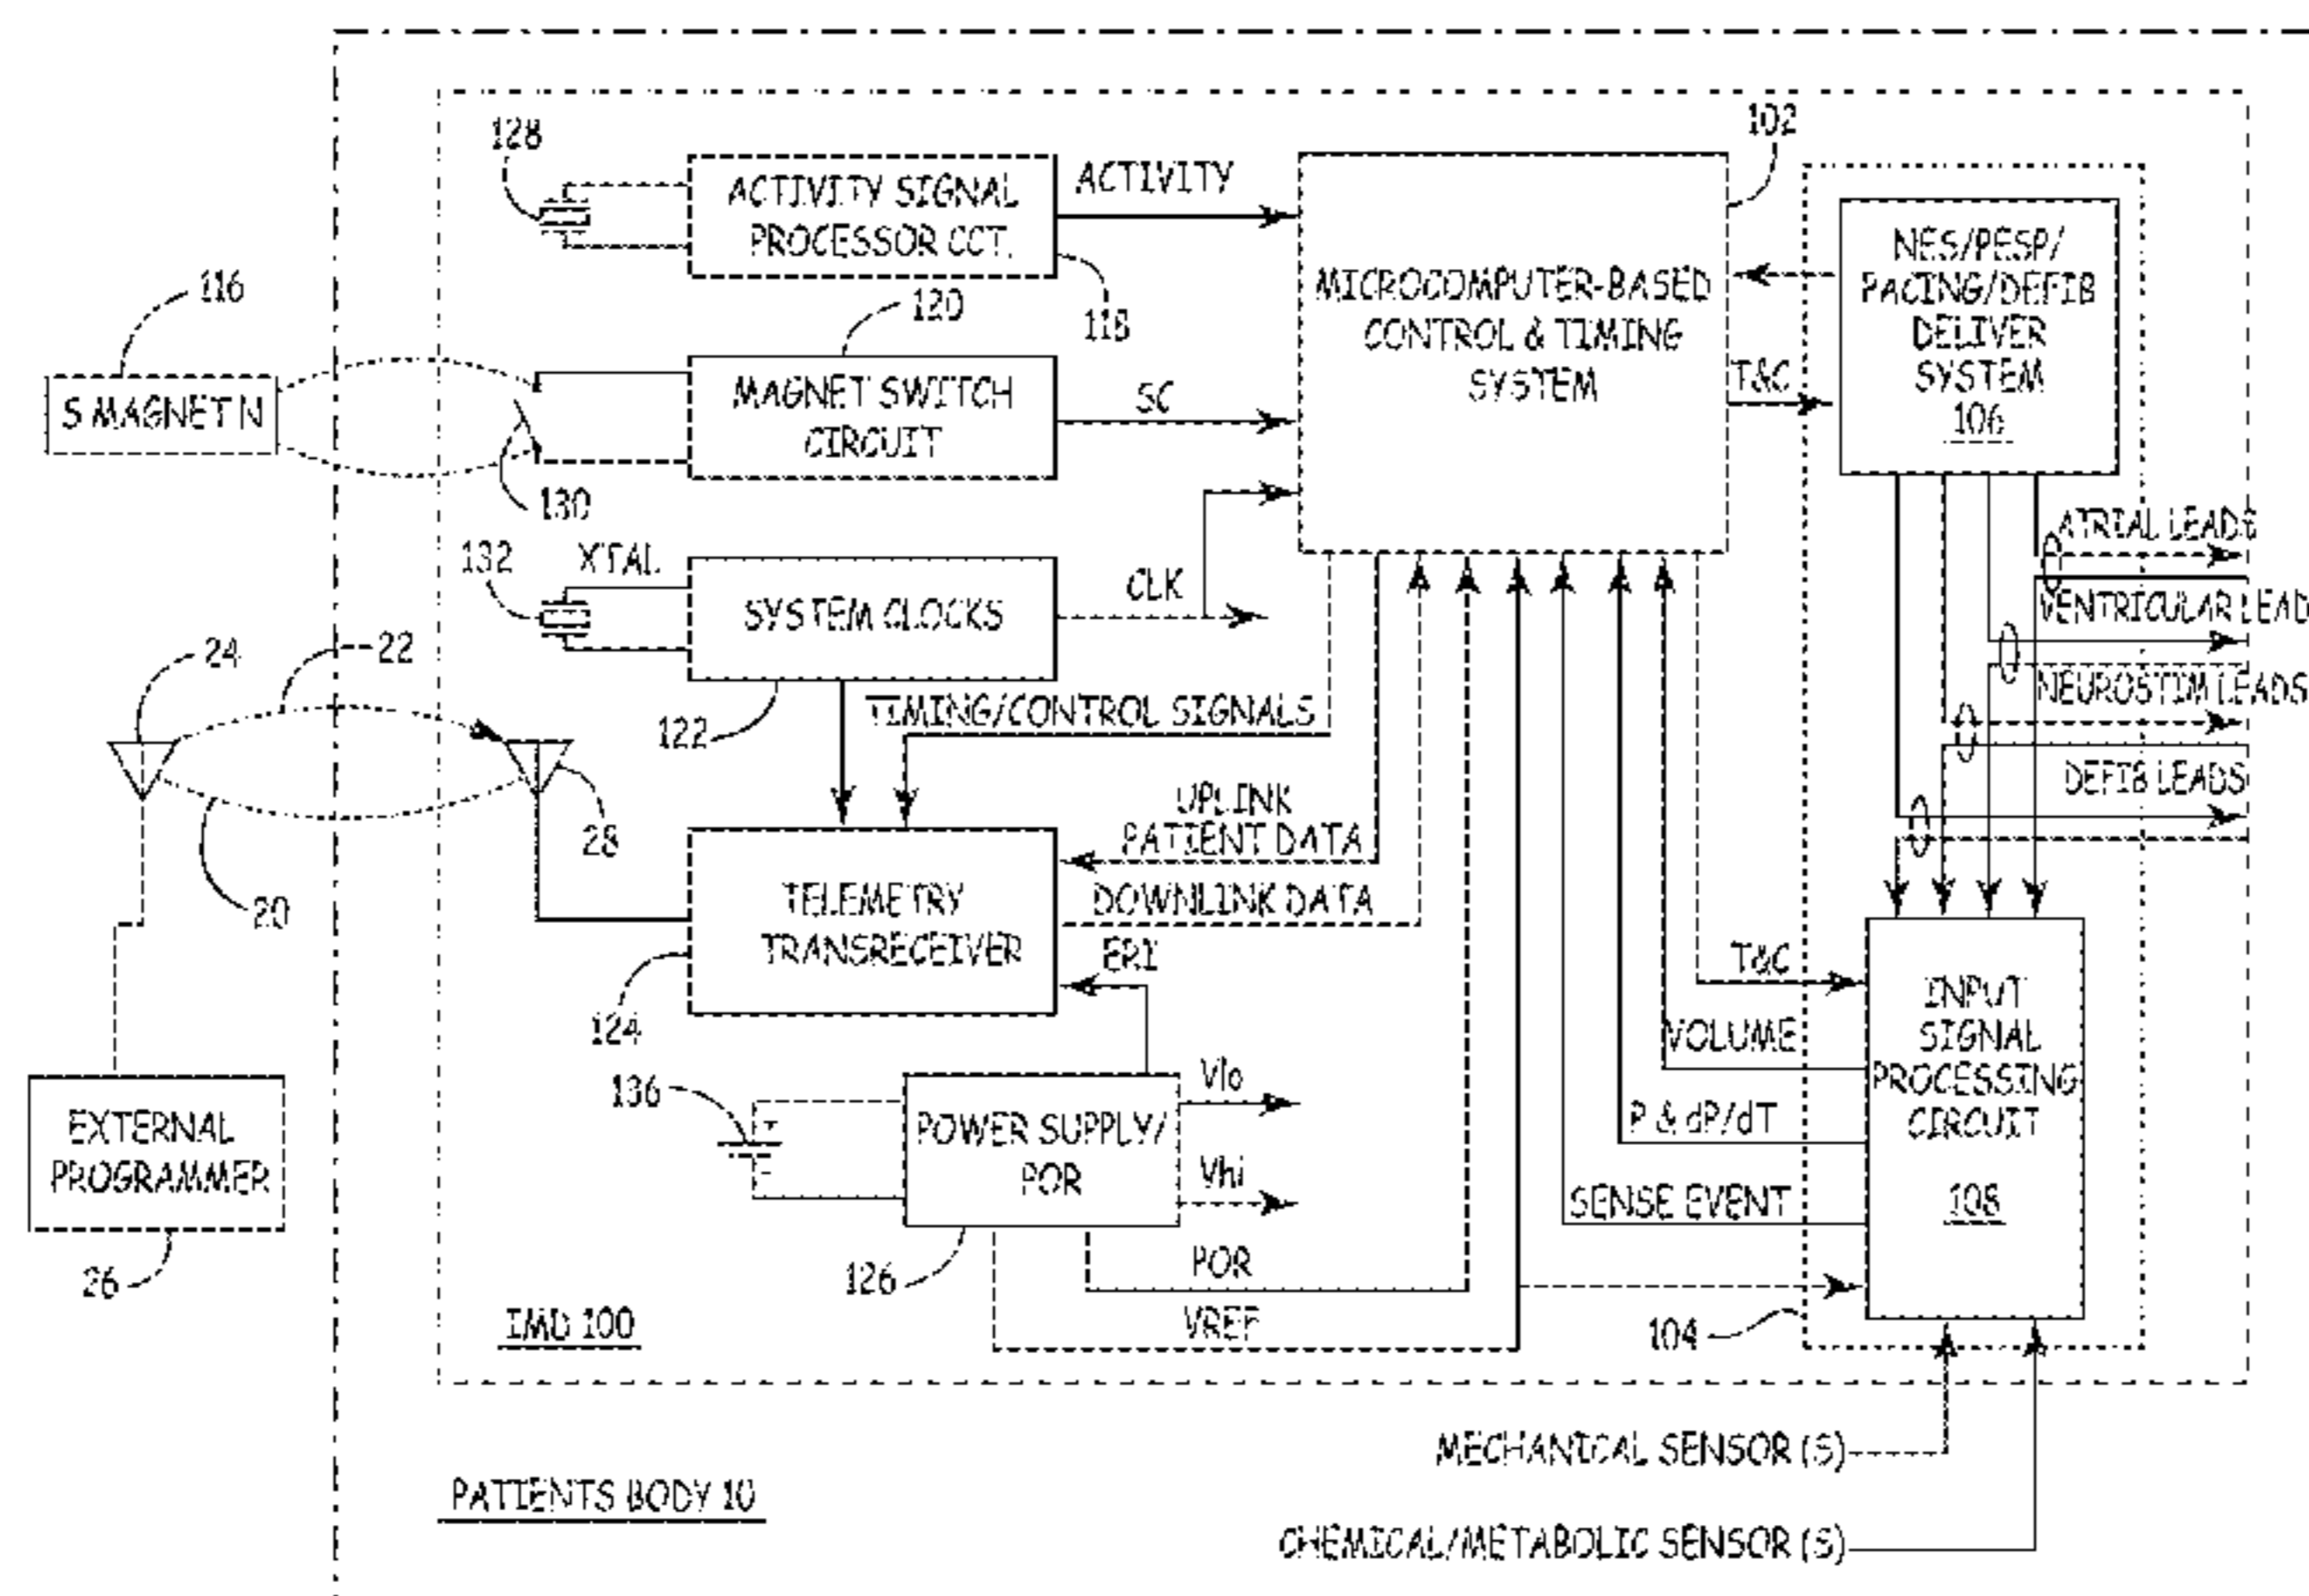 128
ACTIVITY SIGNAL
PROCESSOR CCT.
118
ACTIVITY
102
MICROCOMPUTER-BASED
CONTROL & TIMING
SYSTEM
NES/PESP/
PACING/DEFIB
DELIVER
SYSTEM
106
T&C
116
S MAGNET N
130
120
MAGNET SWITCH
CIRCUIT
SC
132
XTAL
SYSTEM CLOCKS
122
CLK
ATRIAL LEADS
VENTRICULAR LEAD
NEUROSTIM LEADS
DEFIB LEADS
24
22
20
28
TIMING/CONTROL SIGNALS
UPLINK
PATIENT DATA
DOWNLINK DATA
TELEMETRY
TRANSRECEIVER
124
ERI
T&C
VOLUME
P & dP/dT
SENSE EVENT
INPUT
SIGNAL
PROCESSING
CIRCUIT
108
EXTERNAL
PROGRAMMER
26
136
+
-
POWER SUPPLY/
POR
126
Vlo
Vhi
POR
VREF
104
IMD 100
MECHANICAL SENSOR (S)
PATIENTS BODY 10
CHEMICAL/METABOLIC SENSOR (S)